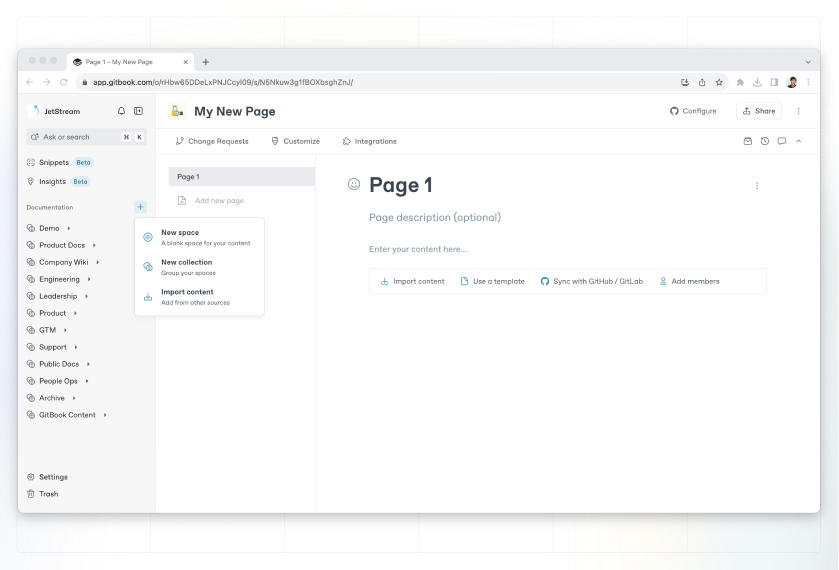 Page 1 - My New Page
app.gitbook.com/o/rHbw65DDeLxPNJCcyl09/s/N5Nkuw3g1fBOXbsghZnJ/
JetStream
My New Page
Configure
Share
Ask or search
⌘ K
Change Requests
Customize
Integrations
Snippets Beta
Insights Beta
Documentation
Demo
Product Docs
Company Wiki
Engineering
Leadership
Product
GTM
Support
Public Docs
People Ops
Archive
GitBook Content
Settings
Trash
New space
A blank space for your content
New collection
Group your spaces
Import content
Add from other sources
Page 1
Add new page
Page 1
Page description (optional)
Enter your content here...
Import content
Use a template
Sync with GitHub / GitLab
Add members